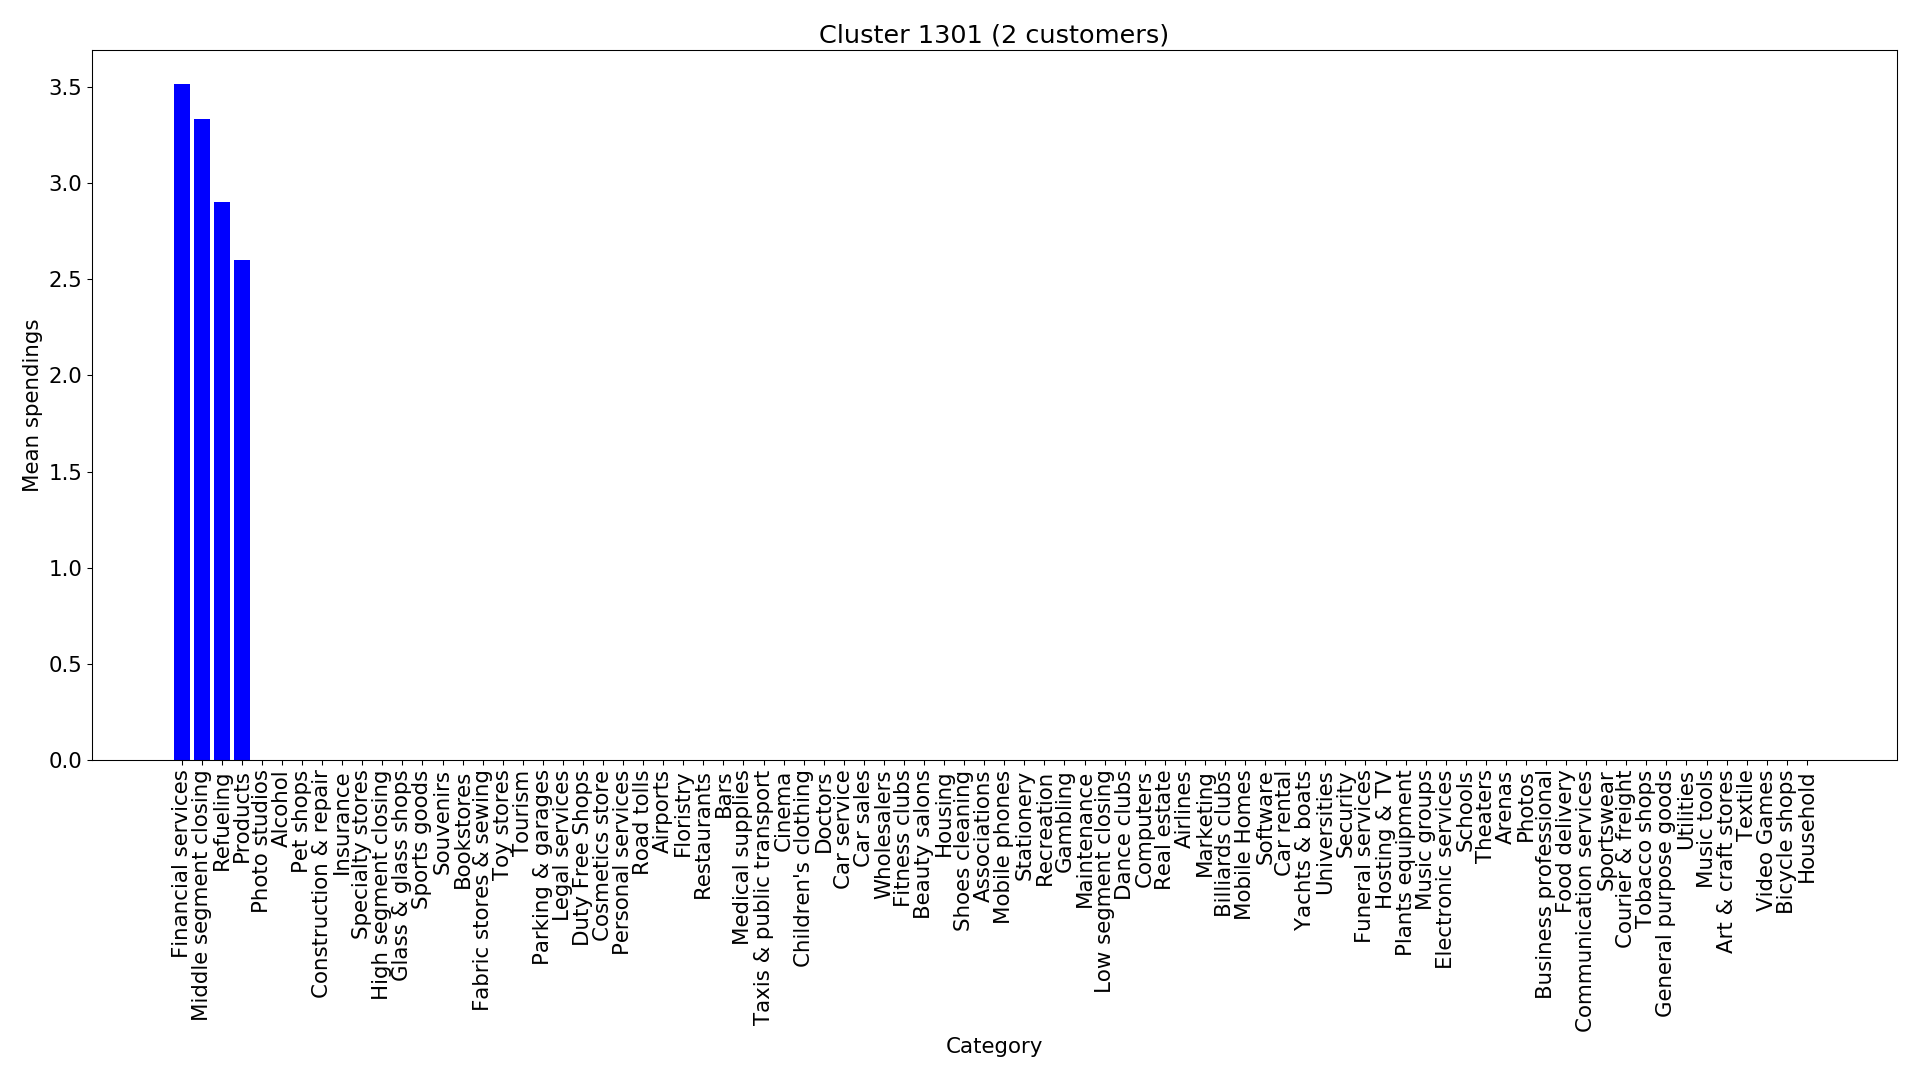 Cluster 1301 (2 customers)
Mean spendings
3.5
3.0
2.5
2.0
1.5
1.0
0.5
0.0
Financial services
Middle segment closing
Refueling
Products
Photo studios
Alcohol
Pet shops
Construction & repair
Insurance
Specialty stores
High segment closing
Glass & glass shops
Sports goods
Souvenirs
Bookstores
Fabric stores & sewing
Toy stores
Tourism
Parking & garages
Legal services
Duty Free Shops
Cosmetics store
Personal services
Road tolls
Airports
Floristry
Restaurants
Bars
Medical supplies
Taxis & public transport
Cinema
Children's clothing
Doctors
Car service
Car sales
Wholesalers
Fitness clubs
Beauty salons
Housing
Shoes cleaning
Associations
Mobile phones
Stationery
Recreation
Gambling
Maintenance
Low segment closing
Dance clubs
Computers
Real estate
Airlines
Marketing
Billiards clubs
Mobile Homes
Software
Car rental
Yachts & boats
Universities
Security
Funeral services
Hosting & TV
Plants equipment
Music groups
Electronic services
Schools
Theaters
Arenas
Photos
Business professional
Food delivery
Communication services
Sportswear
Courier & freight
Tobacco shops
General purpose goods
Utilities
Music tools
Art & craft stores
Textile
Video Games
Bicycle shops
Household
Category